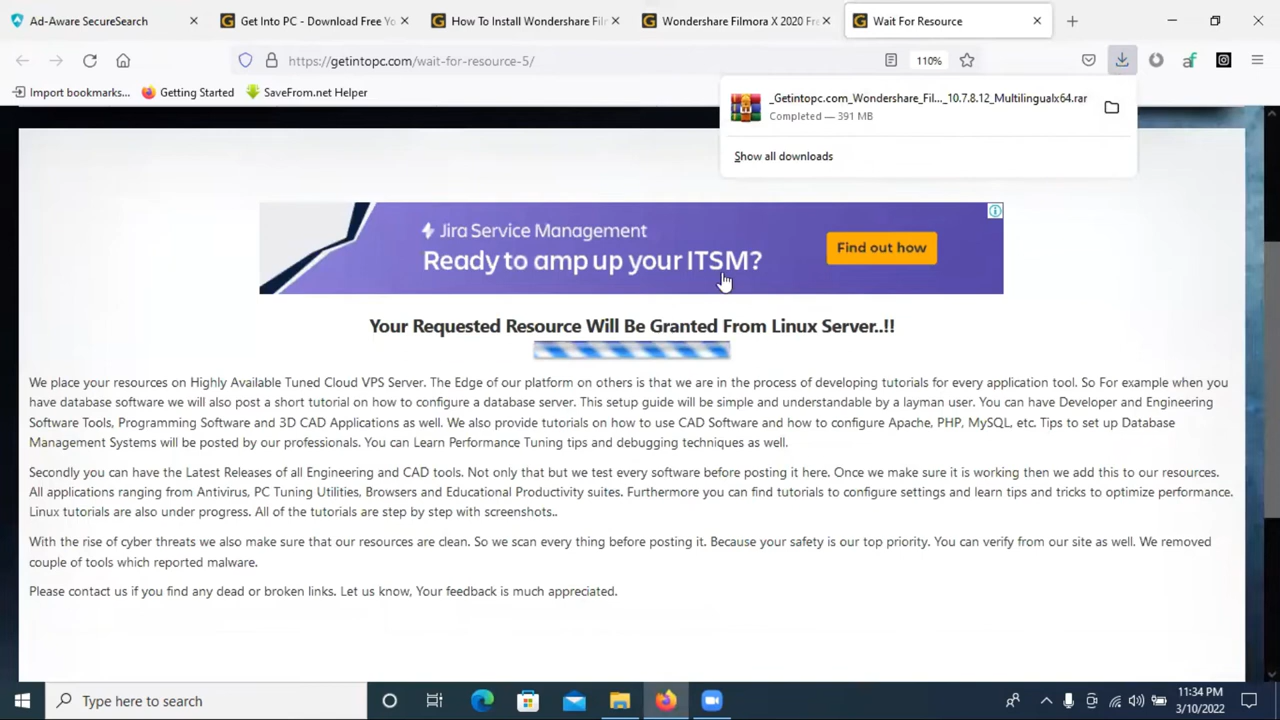 Ad-Aware SecureSearch
Get Into PC - Download Free Yo
How To Install Wondershare Film
Wondershare Filmora X 2020 Fre
Wait For Resource
https://getintopc.com/wait-for-resource-5/
110%
Import bookmarks...
Getting Started
SaveFrom.net Helper
_Getintopc.com_Wondershare_Fil..._10.7.8.12_Multilingualx64.rar
Completed — 391 MB
Show all downloads
Jira Service Management
Ready to amp up your ITSM?
Find out how
Your Requested Resource Will Be Granted From Linux Server..!!
We place your resources on Highly Available Tuned Cloud VPS Server. The Edge of our platform on others is that we are in the process of developing tutorials for every application tool. So For example when you
have database software we will also post a short tutorial on how to configure a database server. This setup guide will be simple and understandable by a layman user. You can have Developer and Engineering
Software Tools, Programming Software and 3D CAD Applications as well. We also provide tutorials on how to use CAD Software and how to configure Apache, PHP, MySQL, etc. Tips to set up Database
Management Systems will be posted by our professionals. You can Learn Performance Tuning tips and debugging techniques as well.
Secondly you can have the Latest Releases of all Engineering and CAD tools. Not only that but we test every software before posting it here. Once we make sure it is working then we add this to our resources.
All applications ranging from Antivirus, PC Tuning Utilities, Browsers and Educational Productivity suites. Furthermore you can find tutorials to configure settings and learn tips and tricks to optimize performance.
Linux tutorials are also under progress. All of the tutorials are step by step with screenshots..
With the rise of cyber threats we also make sure that our resources are clean. So we scan every thing before posting it. Because your safety is our top priority. You can verify from our site as well. We removed
couple of tools which reported malware.
Please contact us if you find any dead or broken links. Let us know, Your feedback is much appreciated.
Type here to search
11:34 PM
3/10/2022